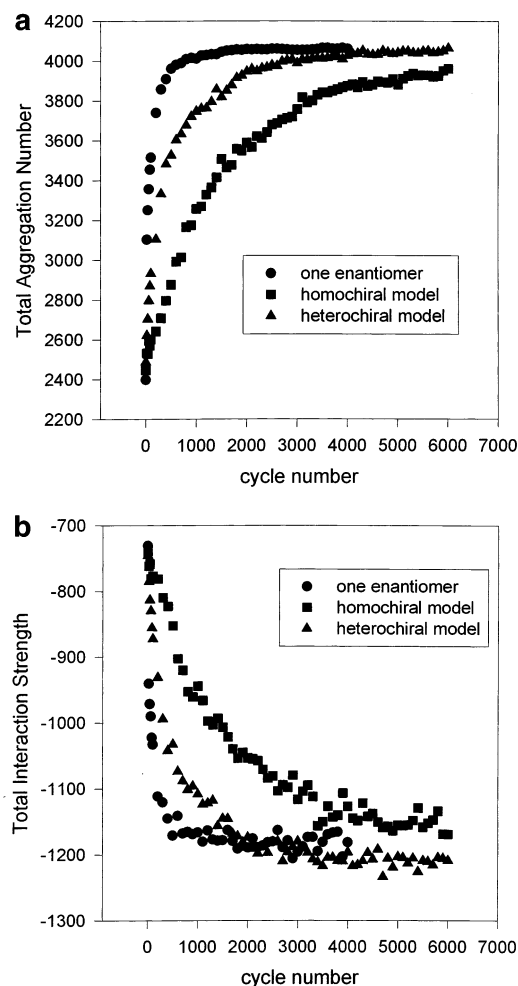 a
4200
4000
3800
3600
3400
3200
3000
2800
2600
2400
2200
Total Aggregation Number
one enantiomer
homochiral model
heterochiral model
0 1000 2000 3000 4000 5000 6000 7000
cycle number
b
-700
-800
-900
-1000
-1100
-1200
-1300
Total Interaction Strength
one enantiomer
homochiral model
heterochiral model
0 1000 2000 3000 4000 5000 6000 7000
cycle number